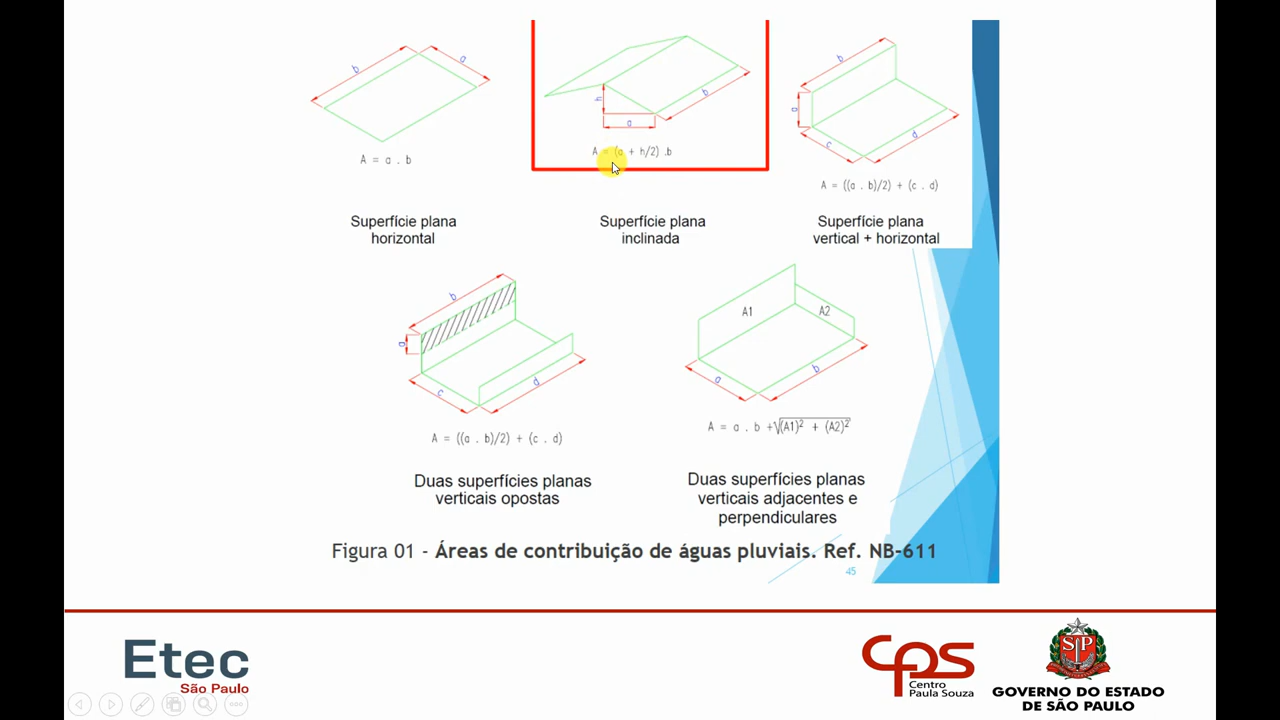 b
a
A = a . b
Superfície plana
horizontal
h
a
b
A = (a + h/2) .b
Superfície plana
inclinada
b
a
c
d
A = ((a . b)/2) + (c . d)
Superfície plana
vertical + horizontal
b
a
c
d
A = ((a . b)/2) + (c . d)
Duas superfícies planas
verticais opostas
A1
A2
a
b
A = a . b +√(A1)² + (A2)²
Duas superfícies planas
verticais adjacentes e
perpendiculares
Figura 01 - Áreas de contribuição de águas pluviais. Ref. NB-611
45
Etec
São Paulo
CPS
Centro
Paula Souza
SP
GOVERNO DO ESTADO
DE SÃO PAULO